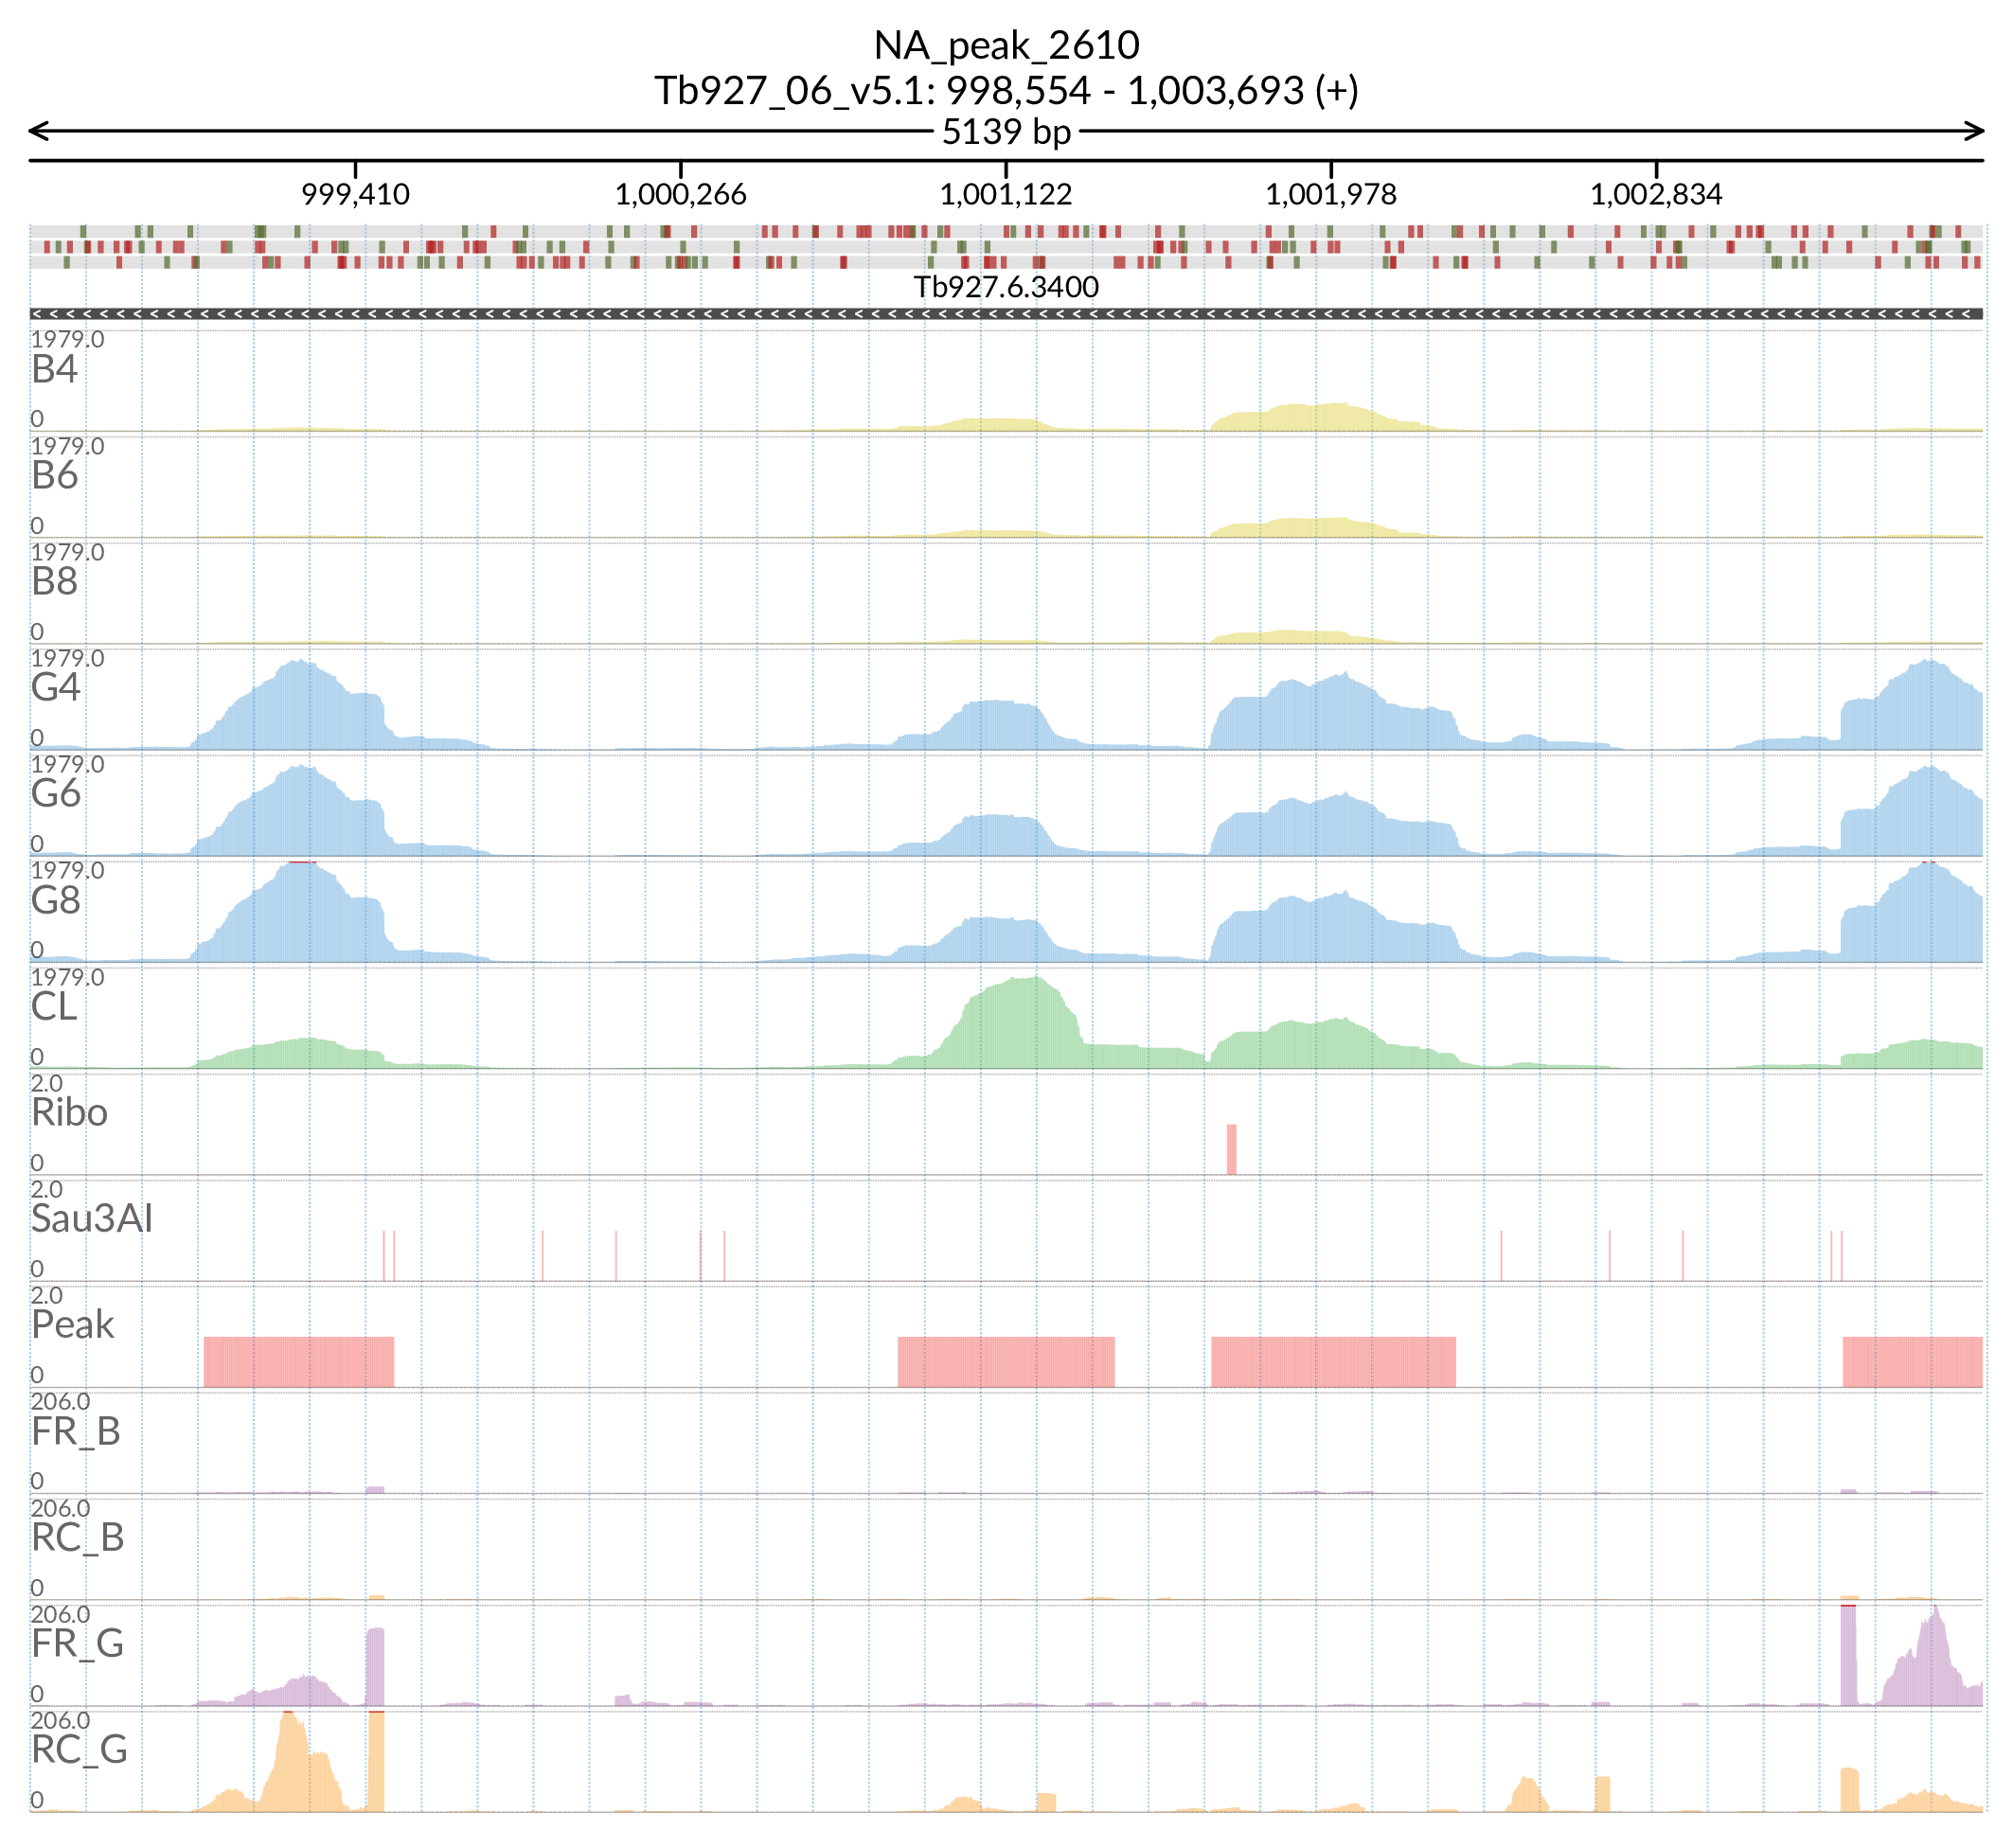 NA_peak_2610
Tb927_06_v5.1: 998,554 - 1,003,693 (+)
5139 bp
999,410 1,000,266 1,001,122 1,001,978 1,002,834
Tb927.6.3400
1979.0
B4
0
1979.0
B6
0
1979.0
B8
0
1979.0
G4
0
1979.0
G6
0
1979.0
G8
0
1979.0
CL
0
2.0
Ribo
0
2.0
Sau3AI
0
2.0
Peak
0
206.0
FR_B
0
206.0
RC_B
0
206.0
FR_G
0
206.0
RC_G
0